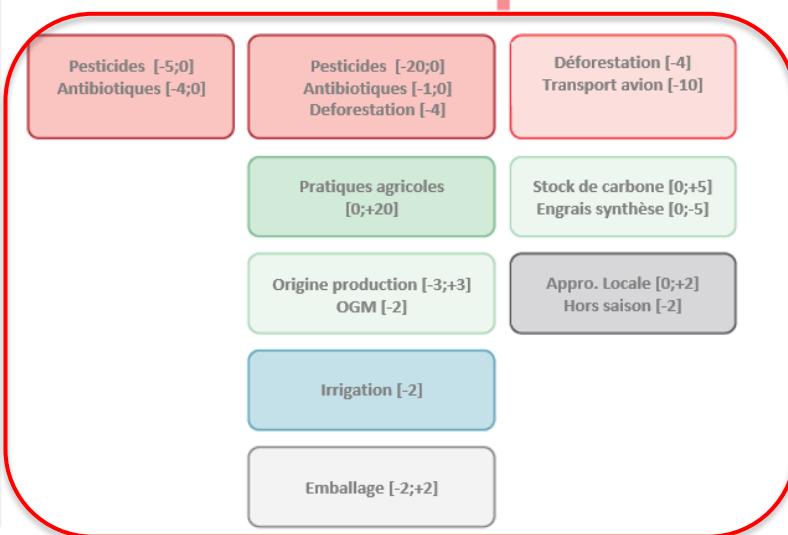 Pesticides [-5;0]
Antibiotiques [-4;0]
Pesticides [-20;0]
Antibiotiques [-1;0]
Deforestation [-4]
Déforestation [-4]
Transport avion [-10]
Pratiques agricoles
[0;+20]
Stock de carbone [0;+5]
Engrais synthèse [0;-5]
Origine production [-3;+3]
OGM [-2]
Appro. Locale [0;+2]
Hors saison [-2]
Irrigation [-2]
Emballage [-2;+2]